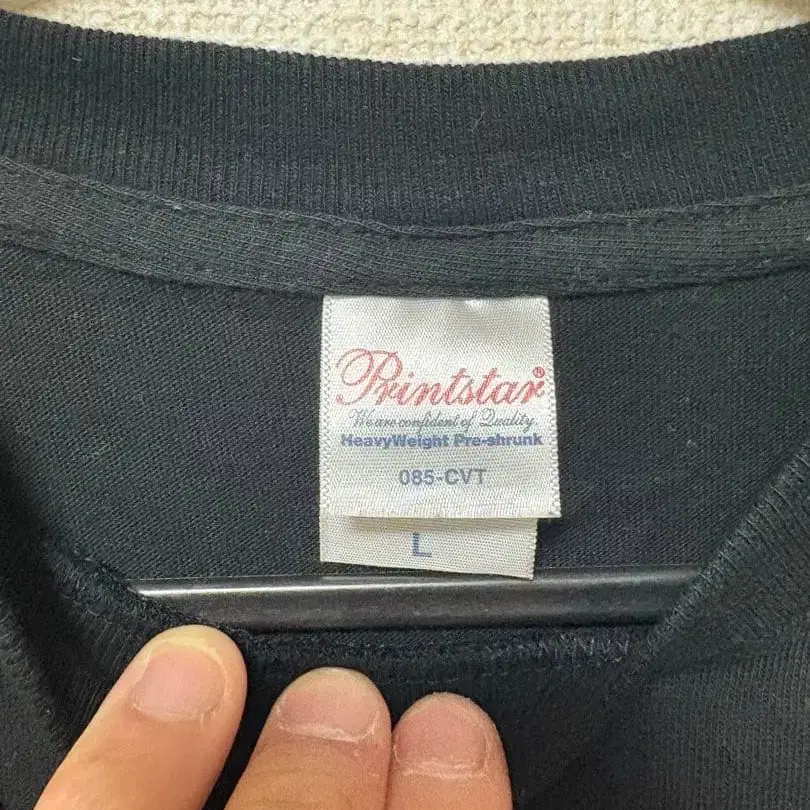 Printstar®
We are confident of Quality.
HeavyWeight Pre-shrunk
085-CVT
L